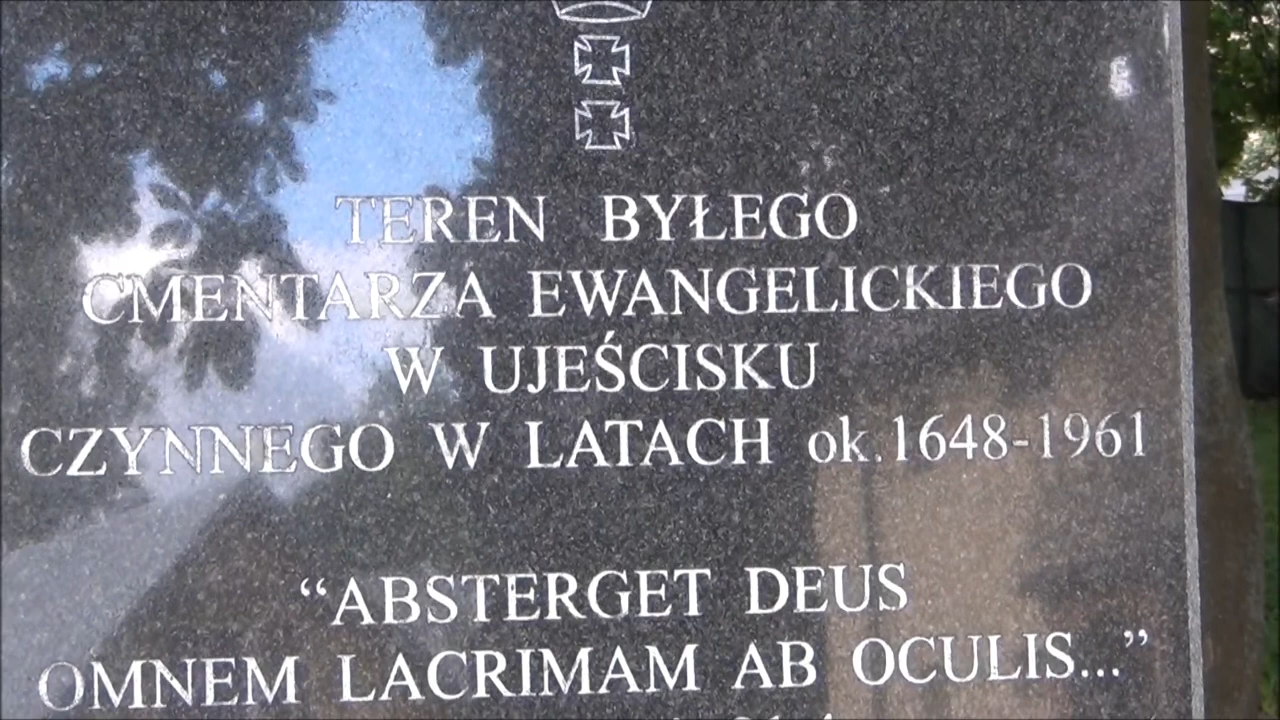 TEREN BYŁEGO
CMENTARZA EWANGELICKIEGO
W UJEŚCISKU
CZYNNEGO W LATACH ok.1648-1961
“ABSTERGET DEUS
OMNEM LACRIMAM AB OCULIS...”